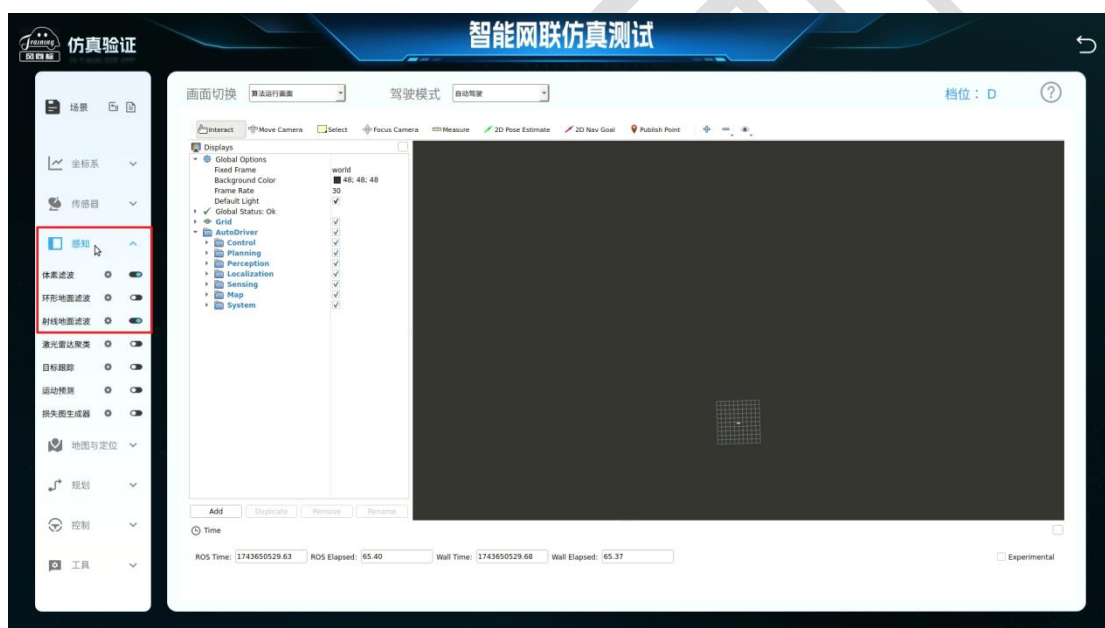 Training
仿真验证
智能网联仿真测试
场景
坐标系
传感器
感知
体素滤波
环形地面滤波
射线地面滤波
激光雷达聚类
目标跟踪
运动预测
损失图生成器
地图与定位
规划
控制
工具
画面切换 算法运行画面 驾驶模式 自动驾驶 档位： D
Interact Move Camera Select Focus Camera Measure 2D Pose Estimate 2D Nav Goal Publish Point
Displays
Global Options
Fixed Frame world
Background Color 48; 48; 48
Frame Rate 30
Default Light
Global Status: Ok
Grid
AutoDriver
Control
Planning
Perception
Localization
Sensing
Map
System
Add Duplicate Remove Rename
Time
ROS Time: 1743650529.63 ROS Elapsed: 65.40 Wall Time: 1743650529.68 Wall Elapsed: 65.37 Experimental